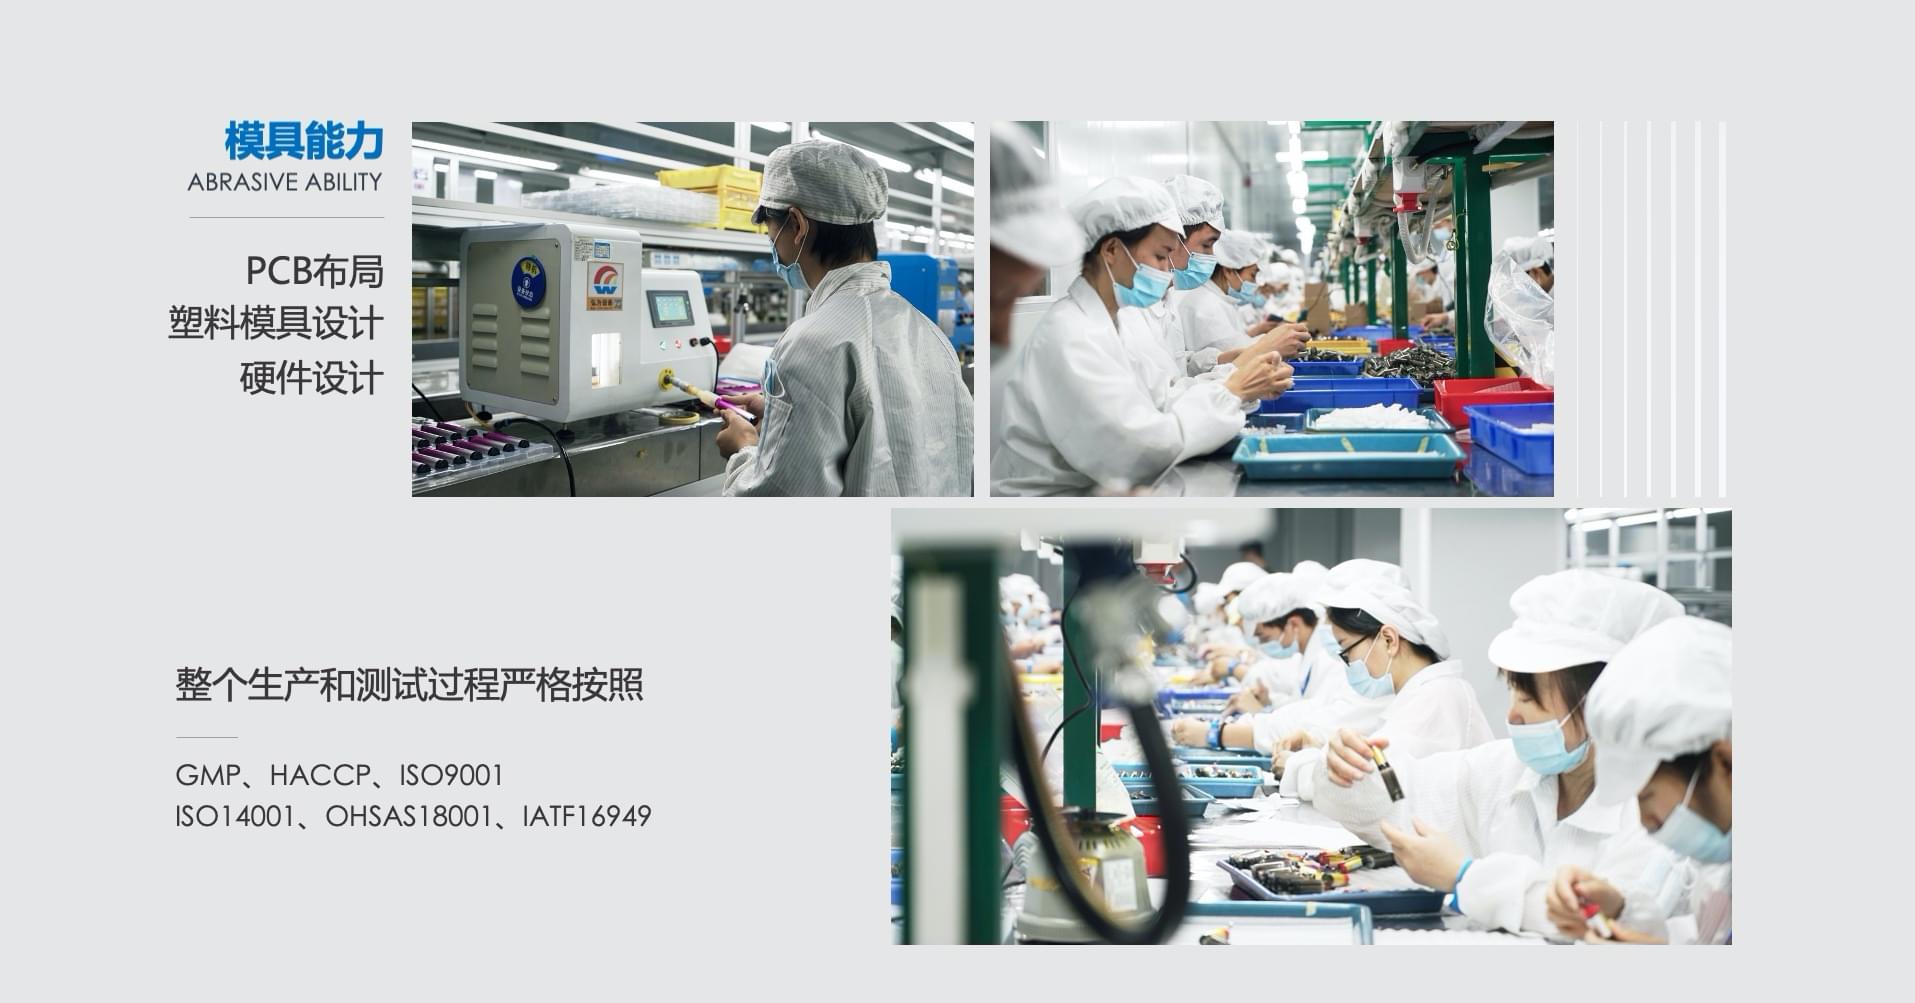 模具能力
ABRASIVE ABILITY
PCB布局
塑料模具设计
硬件设计
整个生产和测试过程严格按照
GMP、HACCP、ISO9001
ISO14001、OHSAS18001、IATF16949